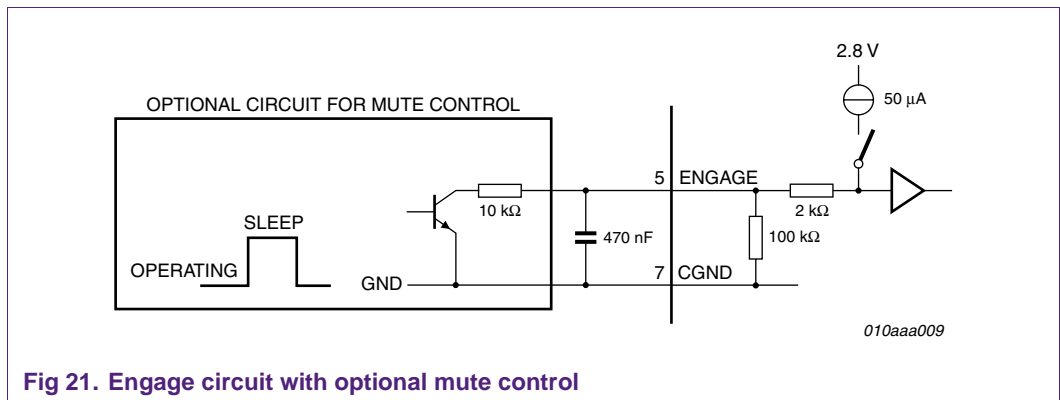 2.8 V
50 μA
OPTIONAL CIRCUIT FOR MUTE CONTROL
5 ENGAGE
10 kΩ
2 kΩ
SLEEP
470 nF
100 kΩ
OPERATING
GND
7 CGND
010aaa009
Fig 21. Engage circuit with optional mute control